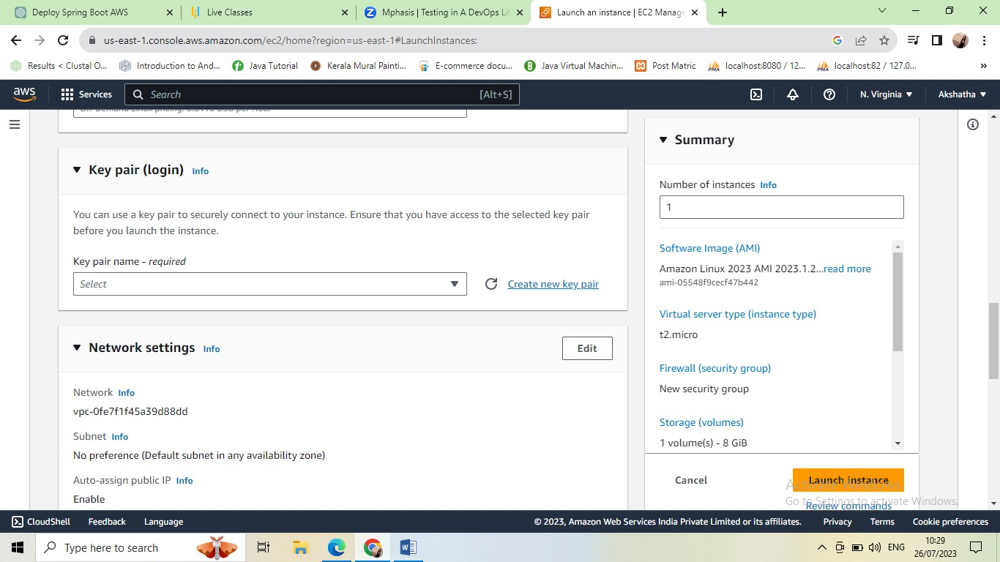 Deploy Spring Boot AWS
Live Classes
Mphasis | Testing in A DevOps Li
Launch an instance | EC2 Manage
us-east-1.console.aws.amazon.com/ec2/home?region=us-east-1#LaunchInstances:
Results < Clustal O...
Introduction to And...
Java Tutorial
Kerala Mural Painti...
E-commerce docu...
Java Virtual Machin...
Post Matric
localhost:8080 / 12...
localhost:82 / 127.0...
»
aws
Services
Search
[Alt+S]
N. Virginia
Akshatha
Key pair (login) Info
You can use a key pair to securely connect to your instance. Ensure that you have access to the selected key pair
before you launch the instance.
Key pair name - required
Select
Create new key pair
Network settings Info
Edit
Network Info
vpc-0fe7f1f45a39d88dd
Subnet Info
No preference (Default subnet in any availability zone)
Auto-assign public IP Info
Enable
Summary
Number of instances Info
1
Software Image (AMI)
Amazon Linux 2023 AMI 2023.1.2...read more
ami-05548f9cecf47b442
Virtual server type (instance type)
t2.micro
Firewall (security group)
New security group
Storage (volumes)
1 volume(s) - 8 GiB
Cancel
Launch instance
Review commands
Go to Settings to activate Windows.
CloudShell
Feedback
Language
© 2023, Amazon Web Services India Private Limited or its affiliates.
Privacy
Terms
Cookie preferences
Type here to search
ENG
10:29
26/07/2023